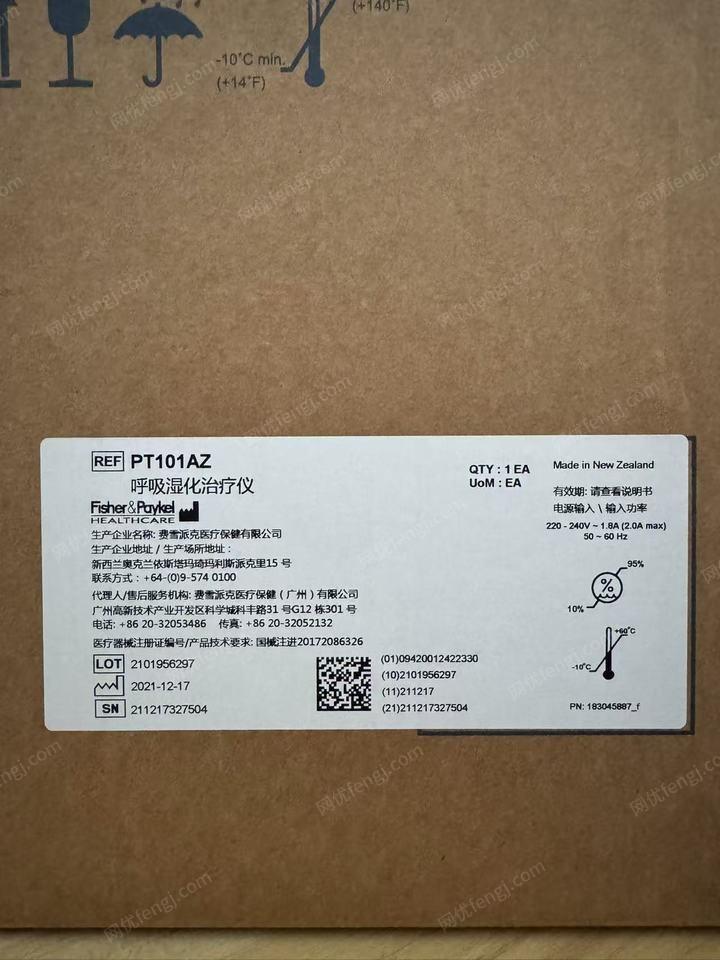 (+140°F)
-10°C min.
(+14°F)
REF PT101AZ
呼吸湿化治疗仪
Fisher&Paykel
HEALTHCARE
生产企业名称: 费雪派克医疗保健有限公司
生产企业地址 / 生产场所地址:
新西兰奥克兰依斯塔玛琦玛利斯派克里15 号
联系方式: +64-(0)9-574 0100
代理人/售后服务机构: 费雪派克医疗保健 (广州) 有限公司
广州高新技术产业开发区科学城科丰路31 号G12 栋301 号
电话: +86 20-32053486 传真: +86 20-32052132
医疗器械注册证编号/产品技术要求: 国械注进20172086326
LOT 2101956297
2021-12-17
SN 211217327504
(01)09420012422330
(10)2101956297
(11)211217
(21)211217327504
QTY : 1 EA
UoM : EA
Made in New Zealand
有效期: 请查看说明书
电源输入 \ 输入功率
220 - 240V ~ 1.8A (2.0A max)
50 ~ 60 Hz
95%
%
10%
+60°C
-10°C
PN: 183045887_f
网优fengj.com